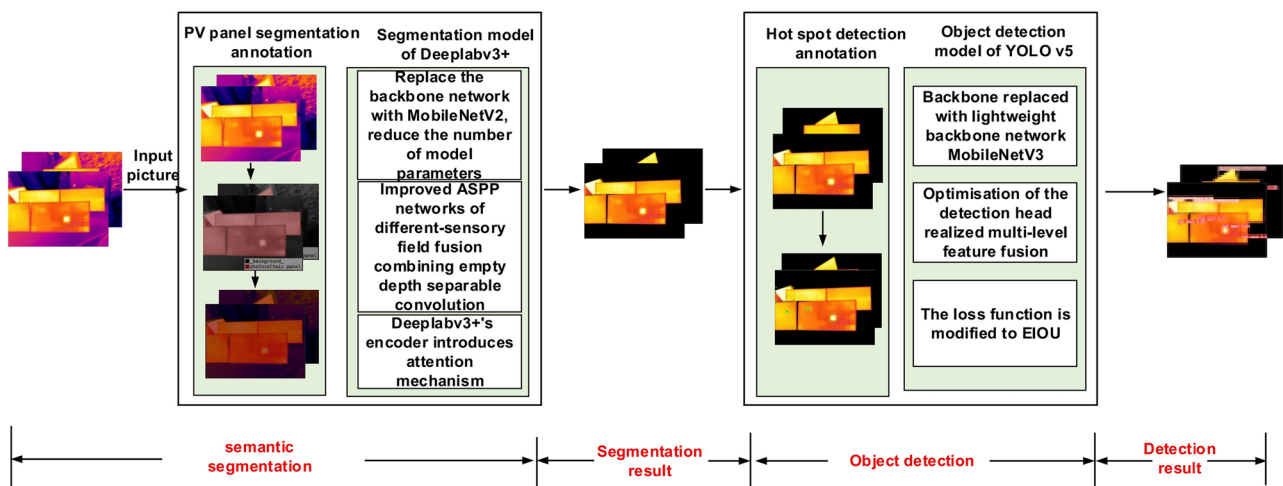 PV panel segmentation
annotation
Segmentation model
of Deeplabv3+
Replace the
backbone network
with MobileNetV2,
reduce the number
of model
parameters
Improved ASPP
networks of
different-sensory
field fusion
combining empty
depth separable
convolution
Deeplabv3+'s
encoder introduces
attention
mechanism
Input
picture
_background_
photovoltaic panel
Hot spot detection
annotation
Object detection
model of YOLO v5
Backbone replaced
with lightweight
backbone network
MobileNetV3
Optimisation of the
detection head
realized multi-level
feature fusion
The loss function is
modified to EIOU
semantic
segmentation
Segmentation
result
Object detection
Detection
result